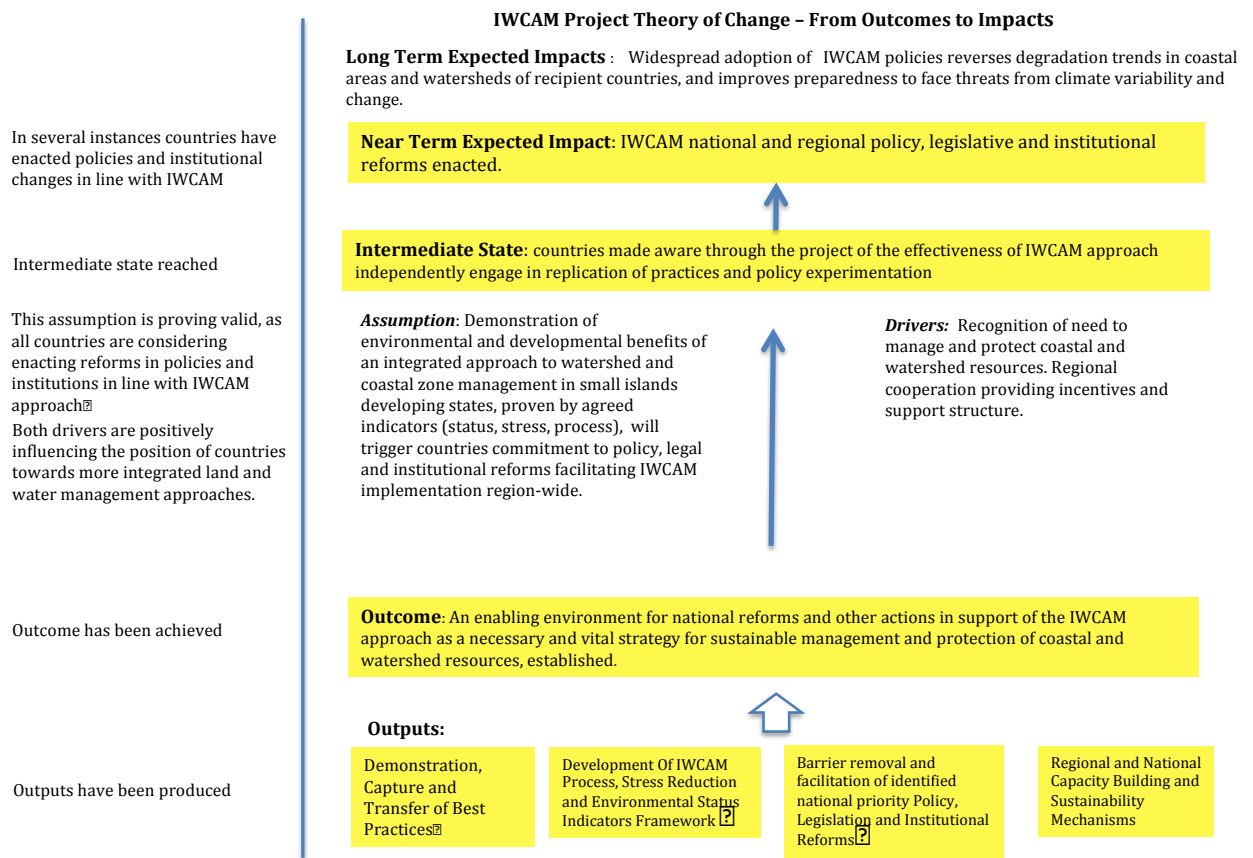 IWCAM Project Theory of Change – From Outcomes to Impacts
Long Term Expected Impacts : Widespread adoption of IWCAM policies reverses degradation trends in coastal
areas and watersheds of recipient countries, and improves preparedness to face threats from climate variability and
change.
In several instances countries have
enacted policies and institutional
changes in line with IWCAM
Near Term Expected Impact: IWCAM national and regional policy, legislative and institutional
reforms enacted.
Intermediate state reached
Intermediate State: countries made aware through the project of the effectiveness of IWCAM approach
independently engage in replication of practices and policy experimentation
This assumption is proving valid, as
all countries are considering
enacting reforms in policies and
institutions in line with IWCAM
approach⍰
Both drivers are positively
influencing the position of countries
towards more integrated land and
water management approaches.
Assumption: Demonstration of
environmental and developmental benefits of
an integrated approach to watershed and
coastal zone management in small islands
developing states, proven by agreed
indicators (status, stress, process), will
trigger countries commitment to policy, legal
and institutional reforms facilitating IWCAM
implementation region-wide.
Drivers: Recognition of need to
manage and protect coastal and
watershed resources. Regional
cooperation providing incentives and
support structure.
Outcome has been achieved
Outcome: An enabling environment for national reforms and other actions in support of the IWCAM
approach as a necessary and vital strategy for sustainable management and protection of coastal and
watershed resources, established.
Outputs:
Outputs have been produced
Demonstration,
Capture and
Transfer of Best
Practices⍰
Development Of IWCAM
Process, Stress Reduction
and Environmental Status
Indicators Framework ⍰
Barrier removal and
facilitation of identified
national priority Policy,
Legislation and Institutional
Reforms⍰
Regional and National
Capacity Building and
Sustainability
Mechanisms